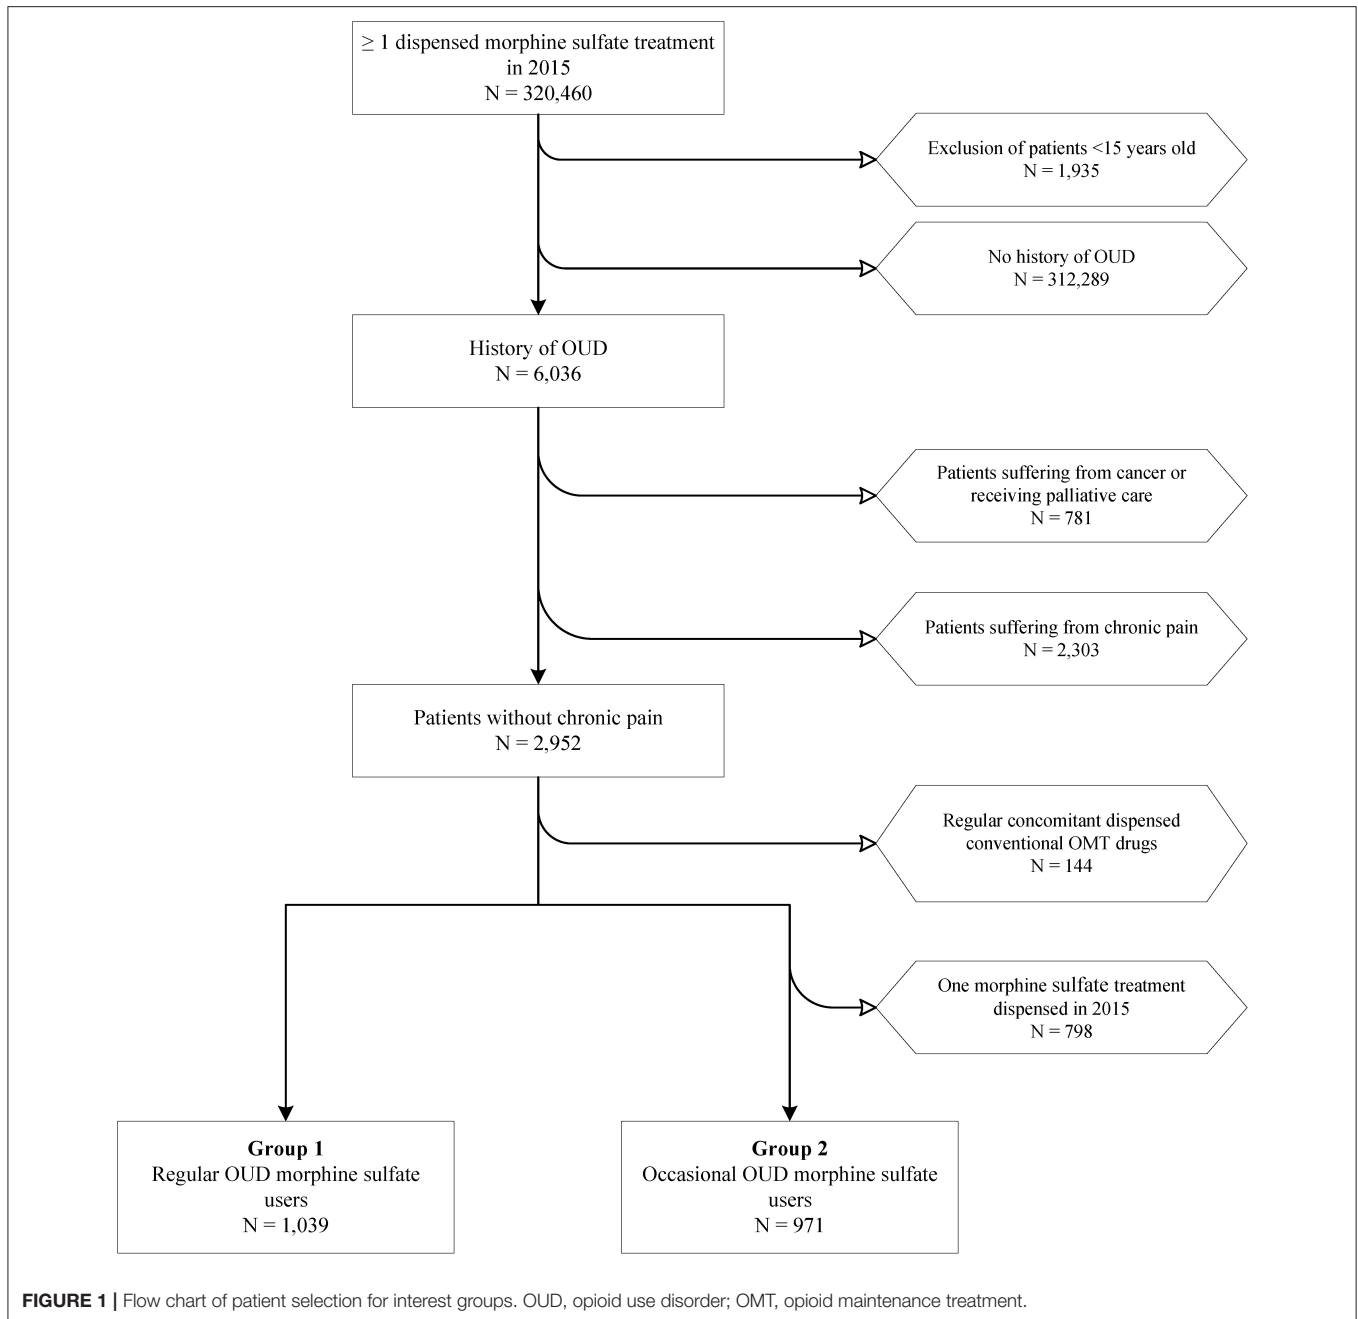 ≥ 1 dispensed morphine sulfate treatment
in 2015
N = 320,460
Exclusion of patients <15 years old
N = 1,935
No history of OUD
N = 312,289
History of OUD
N = 6,036
Patients suffering from cancer or
receiving palliative care
N = 781
Patients suffering from chronic pain
N = 2,303
Patients without chronic pain
N = 2,952
Regular concomitant dispensed
conventional OMT drugs
N = 144
One morphine sulfate treatment
dispensed in 2015
N = 798
Group 1
Regular OUD morphine sulfate
users
N = 1,039
Group 2
Occasional OUD morphine sulfate
users
N = 971
FIGURE 1 | Flow chart of patient selection for interest groups. OUD, opioid use disorder; OMT, opioid maintenance treatment.